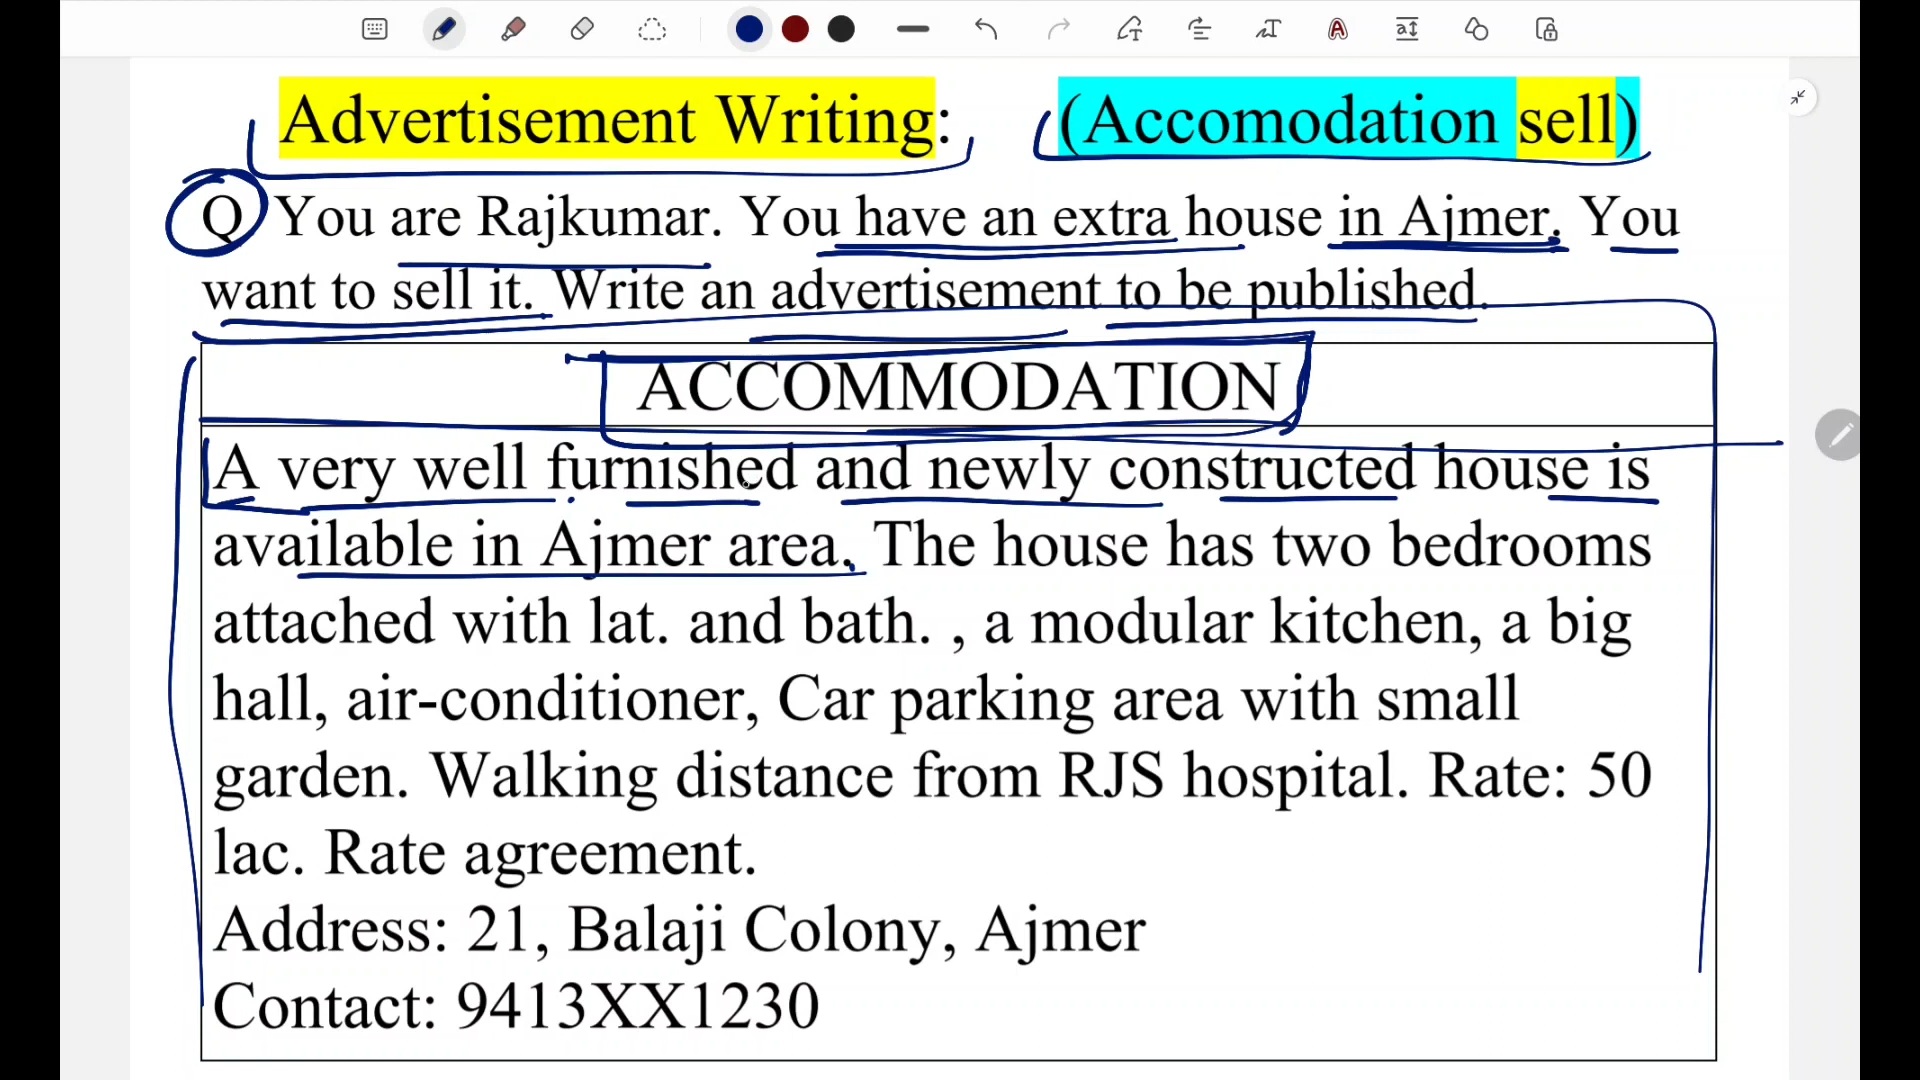 Advertisement Writing: (Accomodation sell)
Q You are Rajkumar. You have an extra house in Ajmer. You
want to sell it. Write an advertisement to be published.
ACCOMMODATION
A very well furnished and newly constructed house is
available in Ajmer area. The house has two bedrooms
attached with lat. and bath. , a modular kitchen, a big
hall, air-conditioner, Car parking area with small
garden. Walking distance from RJS hospital. Rate: 50
lac. Rate agreement.
Address: 21, Balaji Colony, Ajmer
Contact: 9413XX1230